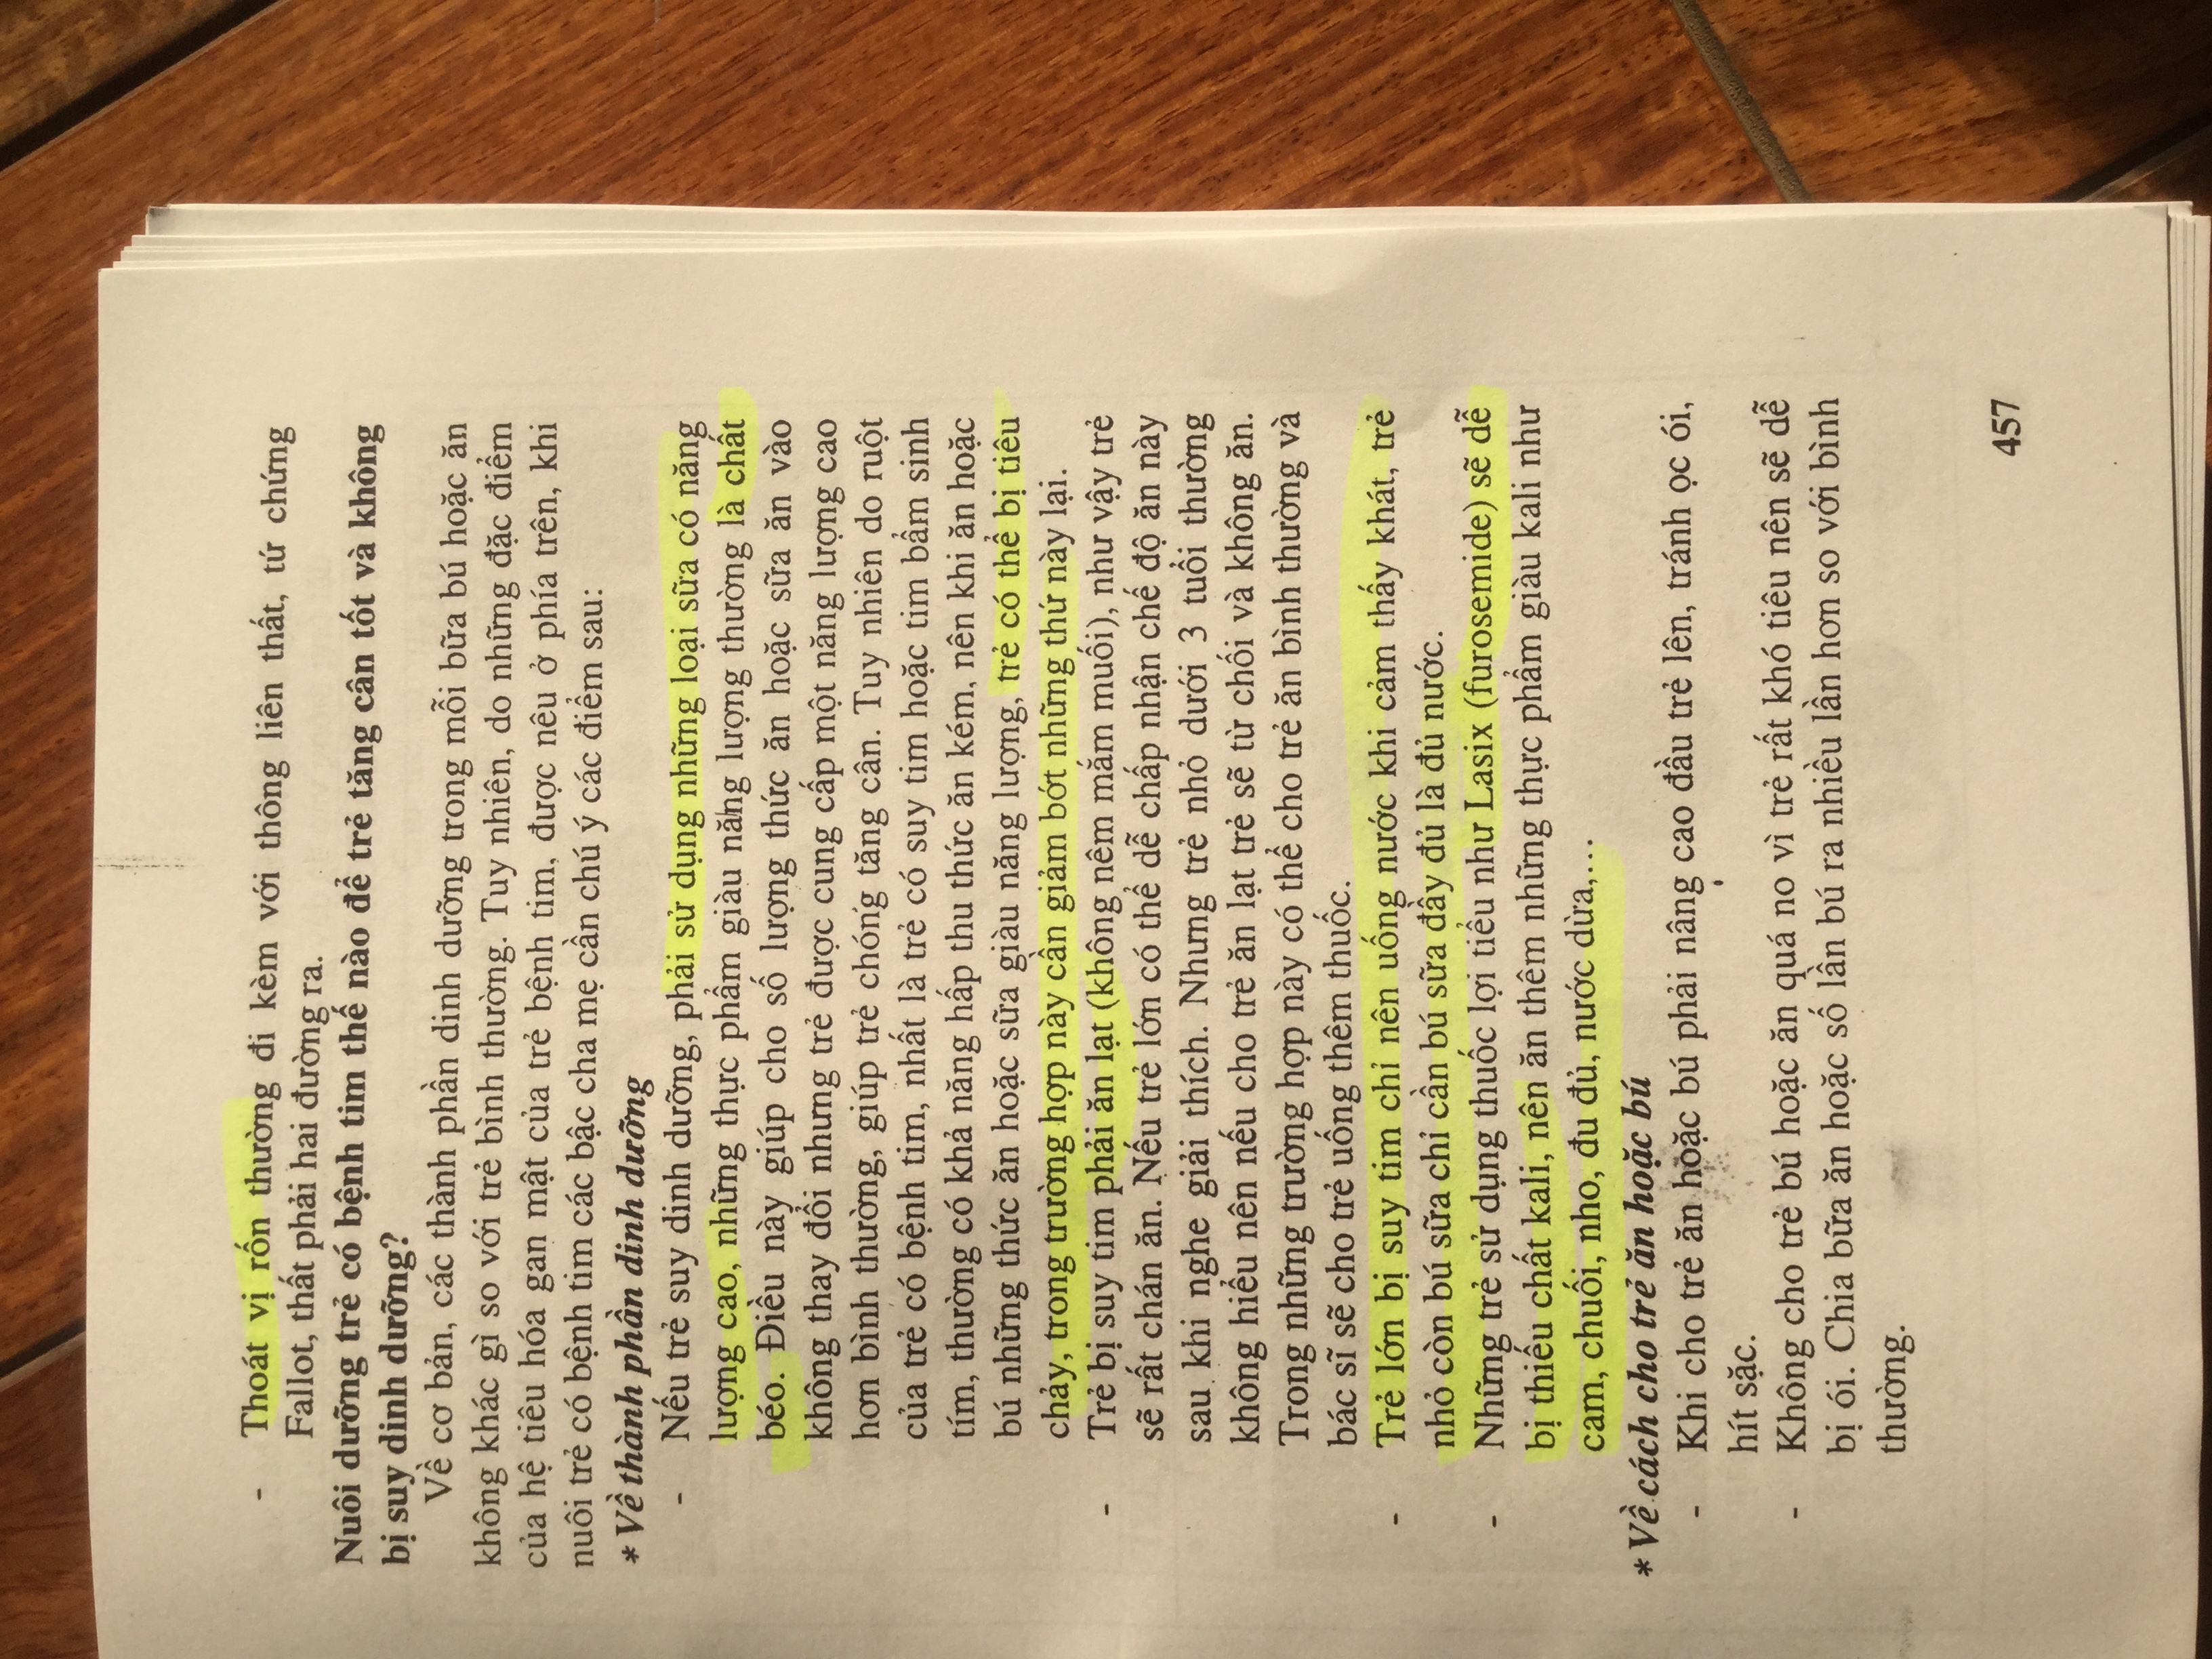 - Thoát vị rốn thường đi kèm với thông liên thất, tứ chứng
Fallot, thất phải hai đường ra.
Nuôi dưỡng trẻ có bệnh tim thế nào để trẻ tăng cân tốt và không
bị suy dinh dưỡng?
Về cơ bản, các thành phần dinh dưỡng trong mỗi bữa bú hoặc ăn
không khác gì so với trẻ bình thường. Tuy nhiên, do những đặc điểm
của hệ tiêu hóa gan mật của trẻ bệnh tim, được nêu ở phía trên, khi
nuôi trẻ có bệnh tim các bậc cha mẹ cần chú ý các điểm sau:
* Về thành phần dinh dưỡng
- Nếu trẻ suy dinh dưỡng, phải sử dụng những loại sữa có năng
lượng cao, những thực phẩm giàu năng lượng thường là chất
béo. Điều này giúp cho số lượng thức ăn hoặc sữa ăn vào
không thay đổi nhưng trẻ được cung cấp một năng lượng cao
hơn bình thường, giúp trẻ chóng tăng cân. Tuy nhiên do ruột
của trẻ có bệnh tim, nhất là trẻ có suy tim hoặc tim bẩm sinh
tím, thường có khả năng hấp thu thức ăn kém, nên khi ăn hoặc
bú những thức ăn hoặc sữa giàu năng lượng, trẻ có thể bị tiêu
chảy, trong trường hợp này cần giảm bớt những thứ này lại.
- Trẻ bị suy tim phải ăn lạt (không nêm mắm muối), như vậy trẻ
sẽ rất chán ăn. Nếu trẻ lớn có thể dễ chấp nhận chế độ ăn này
sau khi nghe giải thích. Nhưng trẻ nhỏ dưới 3 tuổi thường
không hiểu nên nếu cho trẻ ăn lạt trẻ sẽ từ chối và không ăn.
Trong những trường hợp này có thể cho trẻ ăn bình thường và
bác sĩ sẽ cho trẻ uống thêm thuốc.
- Trẻ lớn bị suy tim chỉ nên uống nước khi cảm thấy khát, trẻ
nhỏ còn bú sữa chỉ cần bú sữa đầy đủ là đủ nước.
- Những trẻ sử dụng thuốc lợi tiểu như Lasix (furosemide) sẽ dễ
bị thiếu chất kali, nên ăn thêm những thực phẩm giàu kali như
cam, chuối, nho, đu đủ, nước dừa,...
* Về cách cho trẻ ăn hoặc bú
- Khi cho trẻ ăn hoặc bú phải nâng cao đầu trẻ lên, tránh ọc ói,
hít sặc.
- Không cho trẻ bú hoặc ăn quá no vì trẻ rất khó tiêu nên sẽ dễ
bị ói. Chia bữa ăn hoặc số lần bú ra nhiều lần hơn so với bình
thường.
457